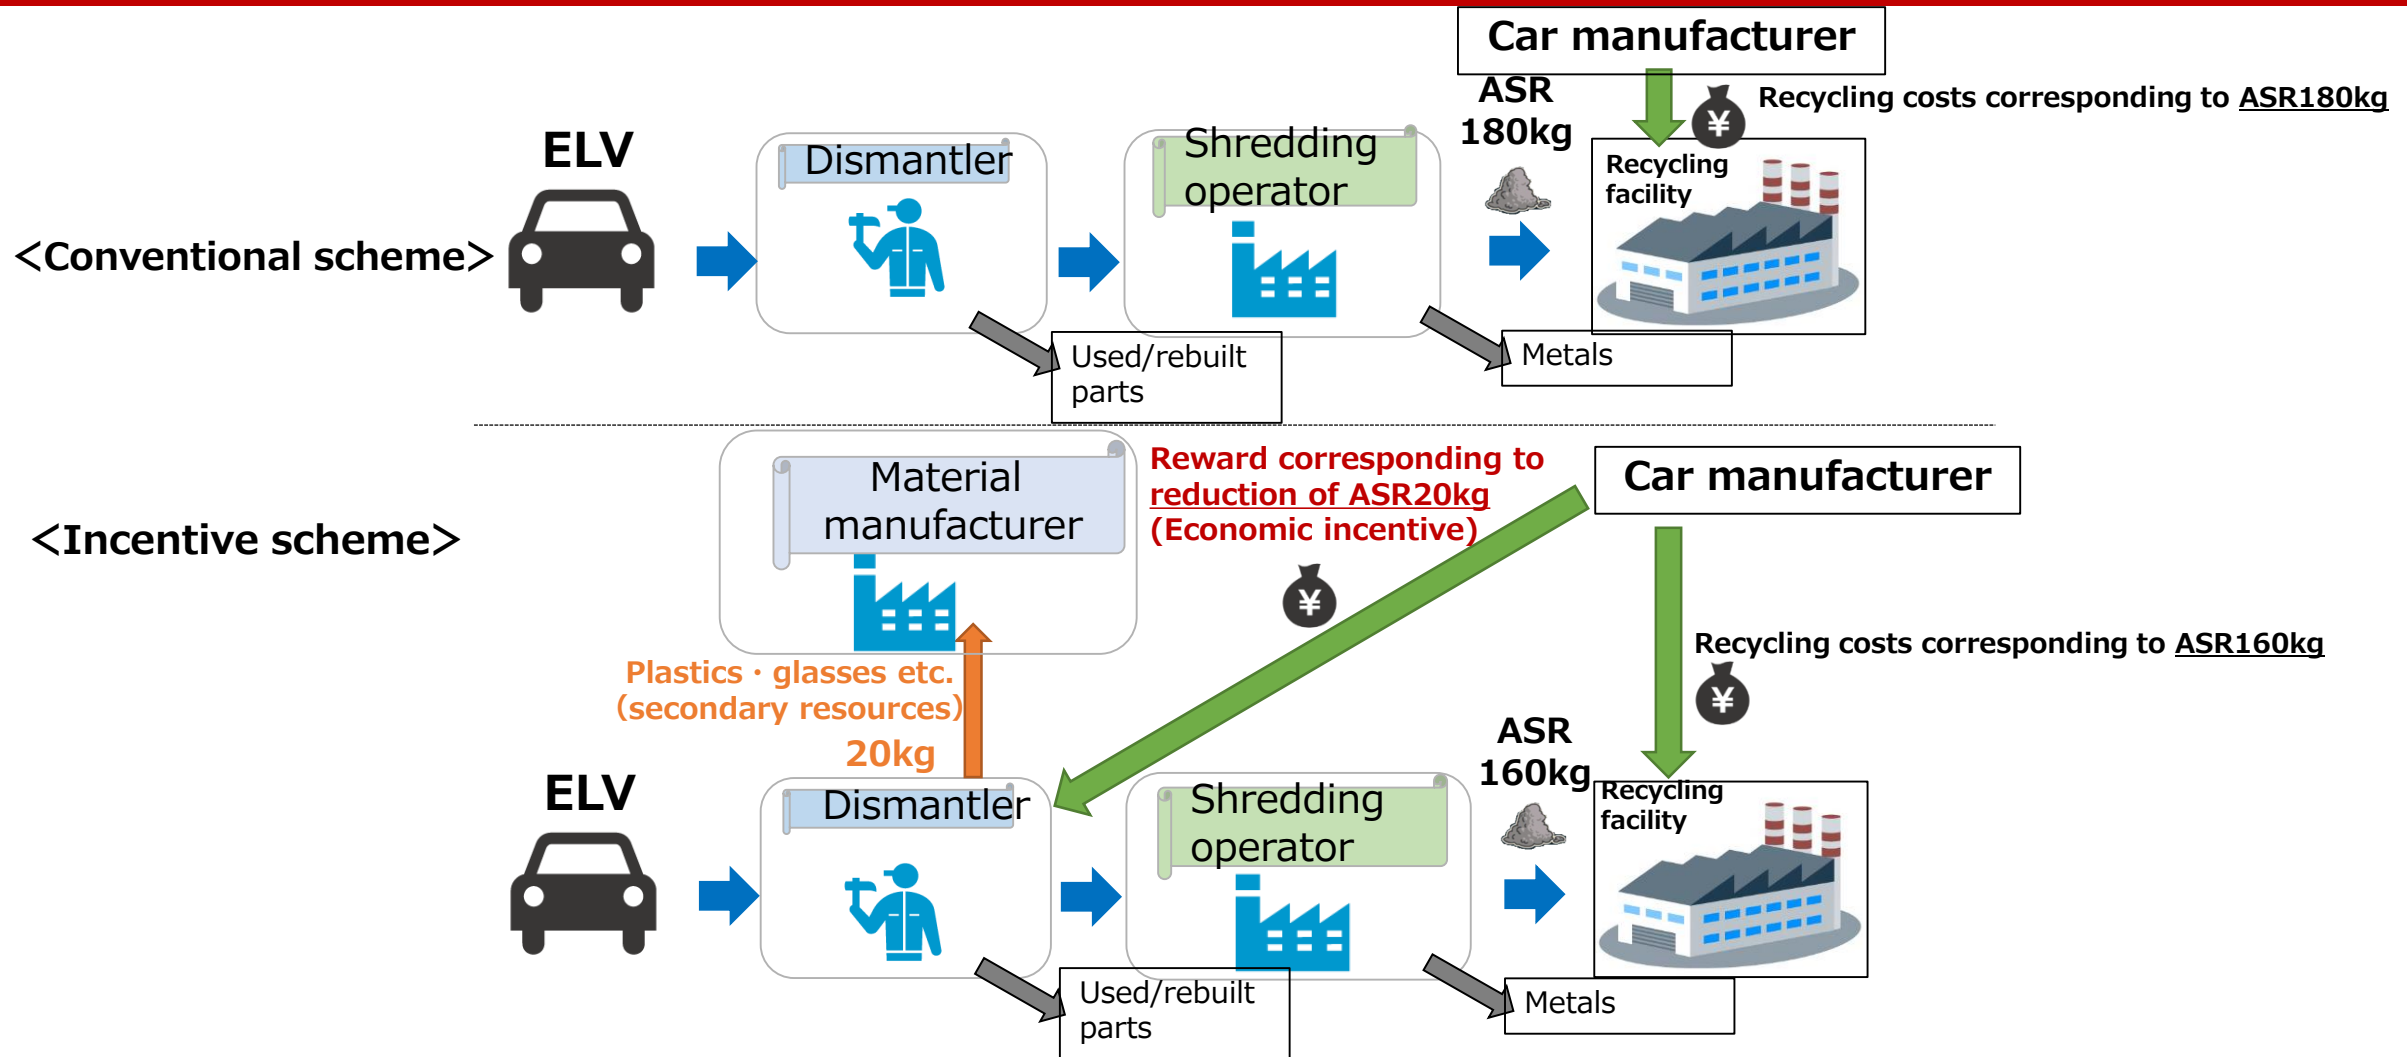 Car manufacturer
ASR
180kg
Recycling costs corresponding to ASR180kg
¥
ELV
Dismantler
Shredding
operator
Recycling
facility
<Conventional scheme>
Used/rebuilt
parts
Metals
Material
manufacturer
Reward corresponding to
reduction of ASR20kg
(Economic incentive)
Car manufacturer
<Incentive scheme>
¥
Plastics・glasses etc.
(secondary resources)
20kg
Recycling costs corresponding to ASR160kg
¥
ASR
160kg
ELV
Dismantler
Shredding
operator
Recycling
facility
Used/rebuilt
parts
Metals